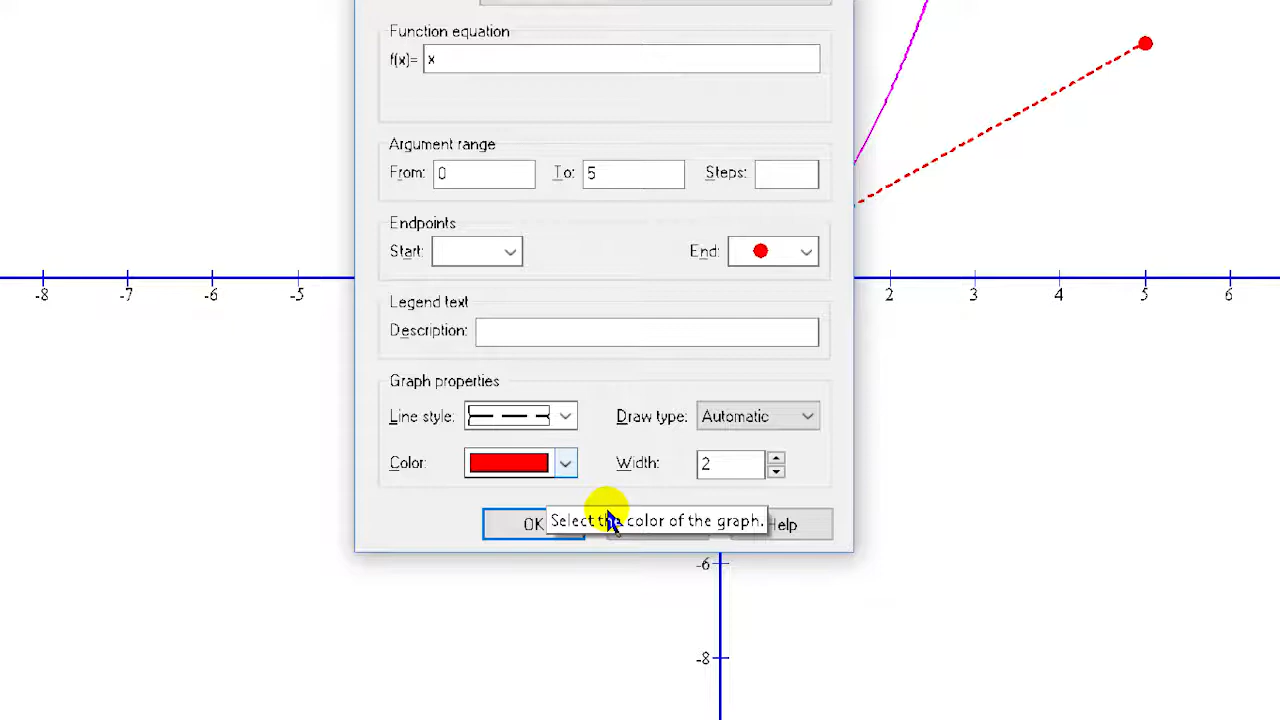 Function equation
f(x)= x
Argument range
From: 0 To: 5 Steps:
Endpoints
Start: End:
-8 -7 -6 -5 2 3 4 5 6
Legend text
Description:
Graph properties
Line style: Draw type: Automatic
Color: Width: 2
OK Select the color of the graph. Help
-6
-8